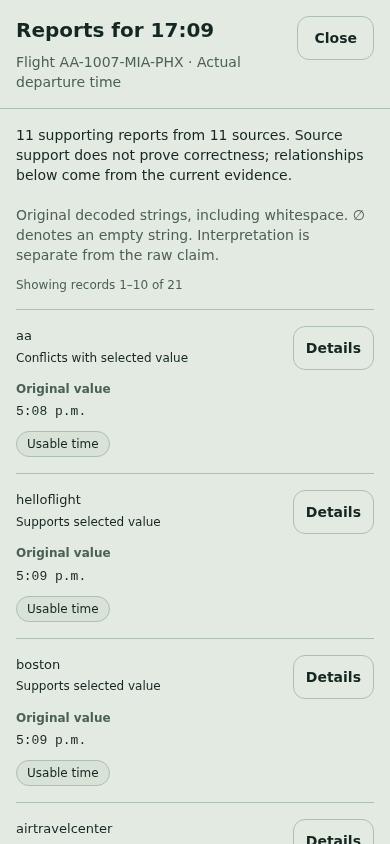 Reports for 17:09
Close
Flight AA-1007-MIA-PHX · Actual
departure time
11 supporting reports from 11 sources. Source
support does not prove correctness; relationships
below come from the current evidence.
Original decoded strings, including whitespace. ∅
denotes an empty string. Interpretation is
separate from the raw claim.
Showing records 1–10 of 21
aa
Details
Conflicts with selected value
Original value
5:08 p.m.
Usable time
helloflight
Details
Supports selected value
Original value
5:09 p.m.
Usable time
boston
Details
Supports selected value
Original value
5:09 p.m.
Usable time
airtravelcenter
Details